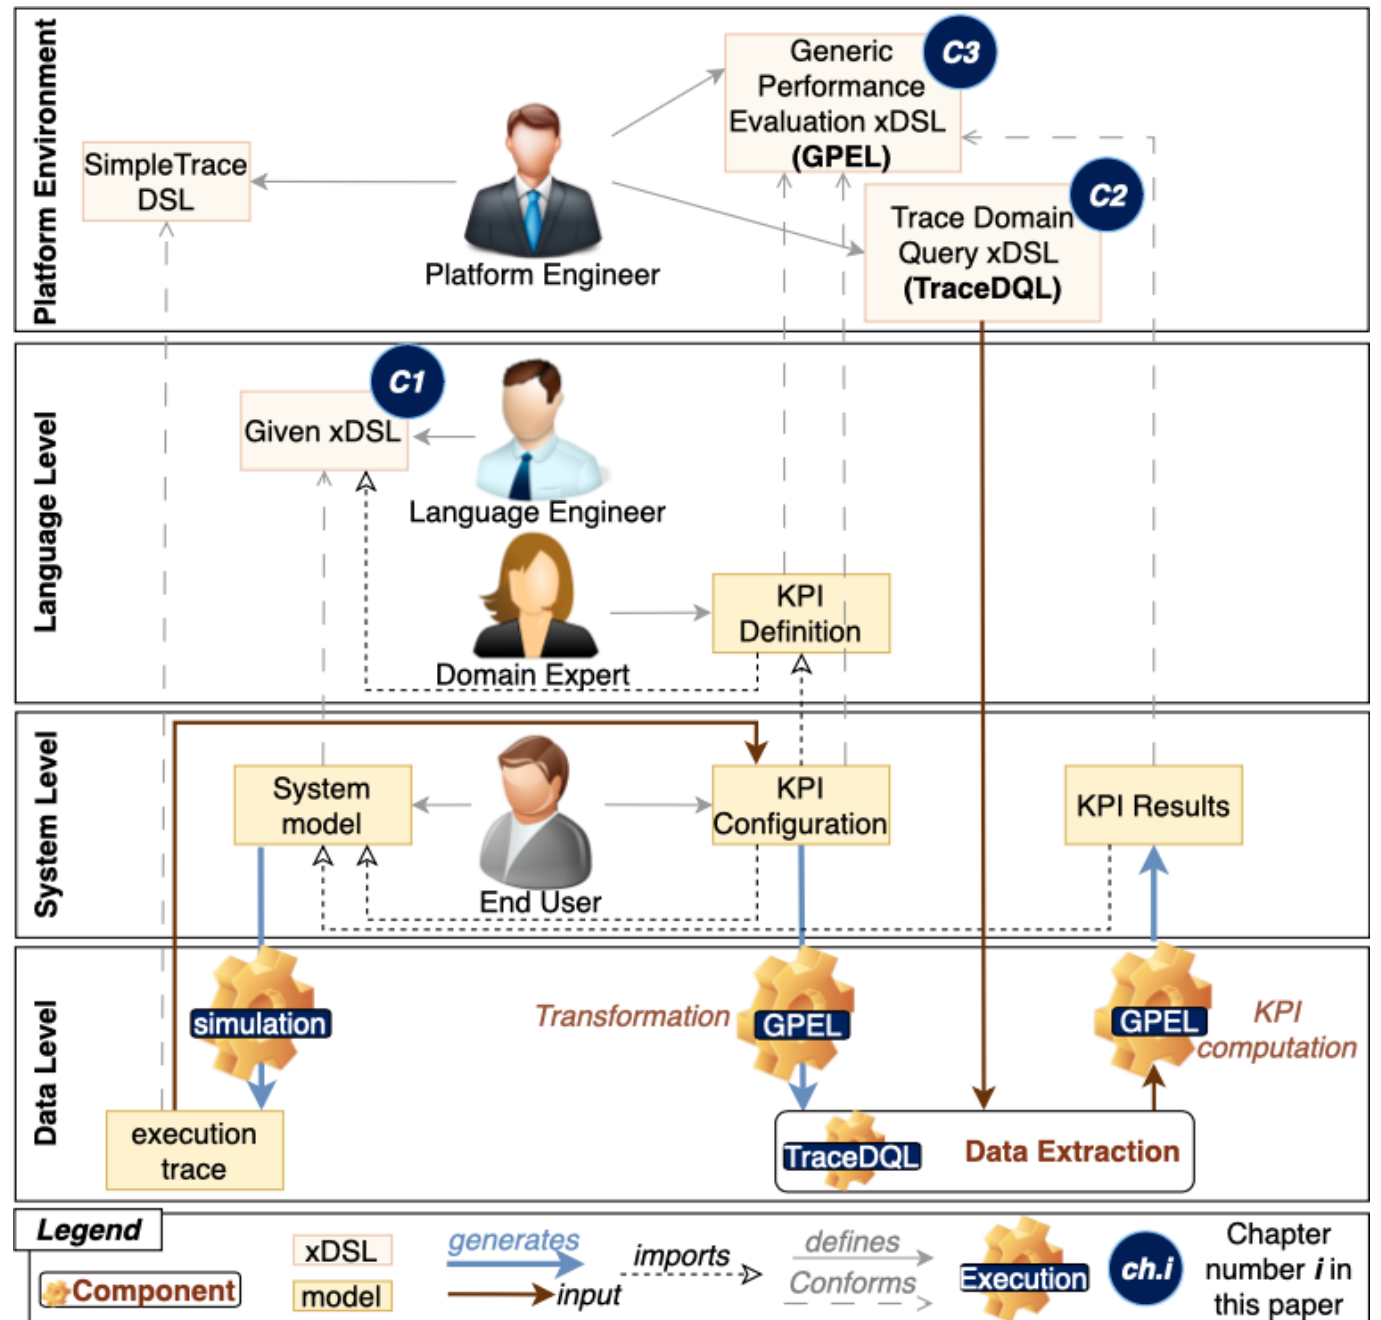 Platform Environment
Generic
Performance
Evaluation xDSL
(GPEL)
C3
SimpleTrace
DSL
Platform Engineer
C2
Trace Domain
Query xDSL
(TraceDQL)
Language Level
C1
Given xDSL
Language Engineer
KPI
Definition
Domain Expert
System Level
System
model
KPI
Configuration
KPI Results
End User
Data Level
simulation
Transformation
GPEL
GPEL
KPI
computation
execution
trace
TraceDQL
Data Extraction
Legend
Component
xDSL
model
generates
input
imports
defines
Conforms
Execution
ch.i
Chapter
number i in
this paper